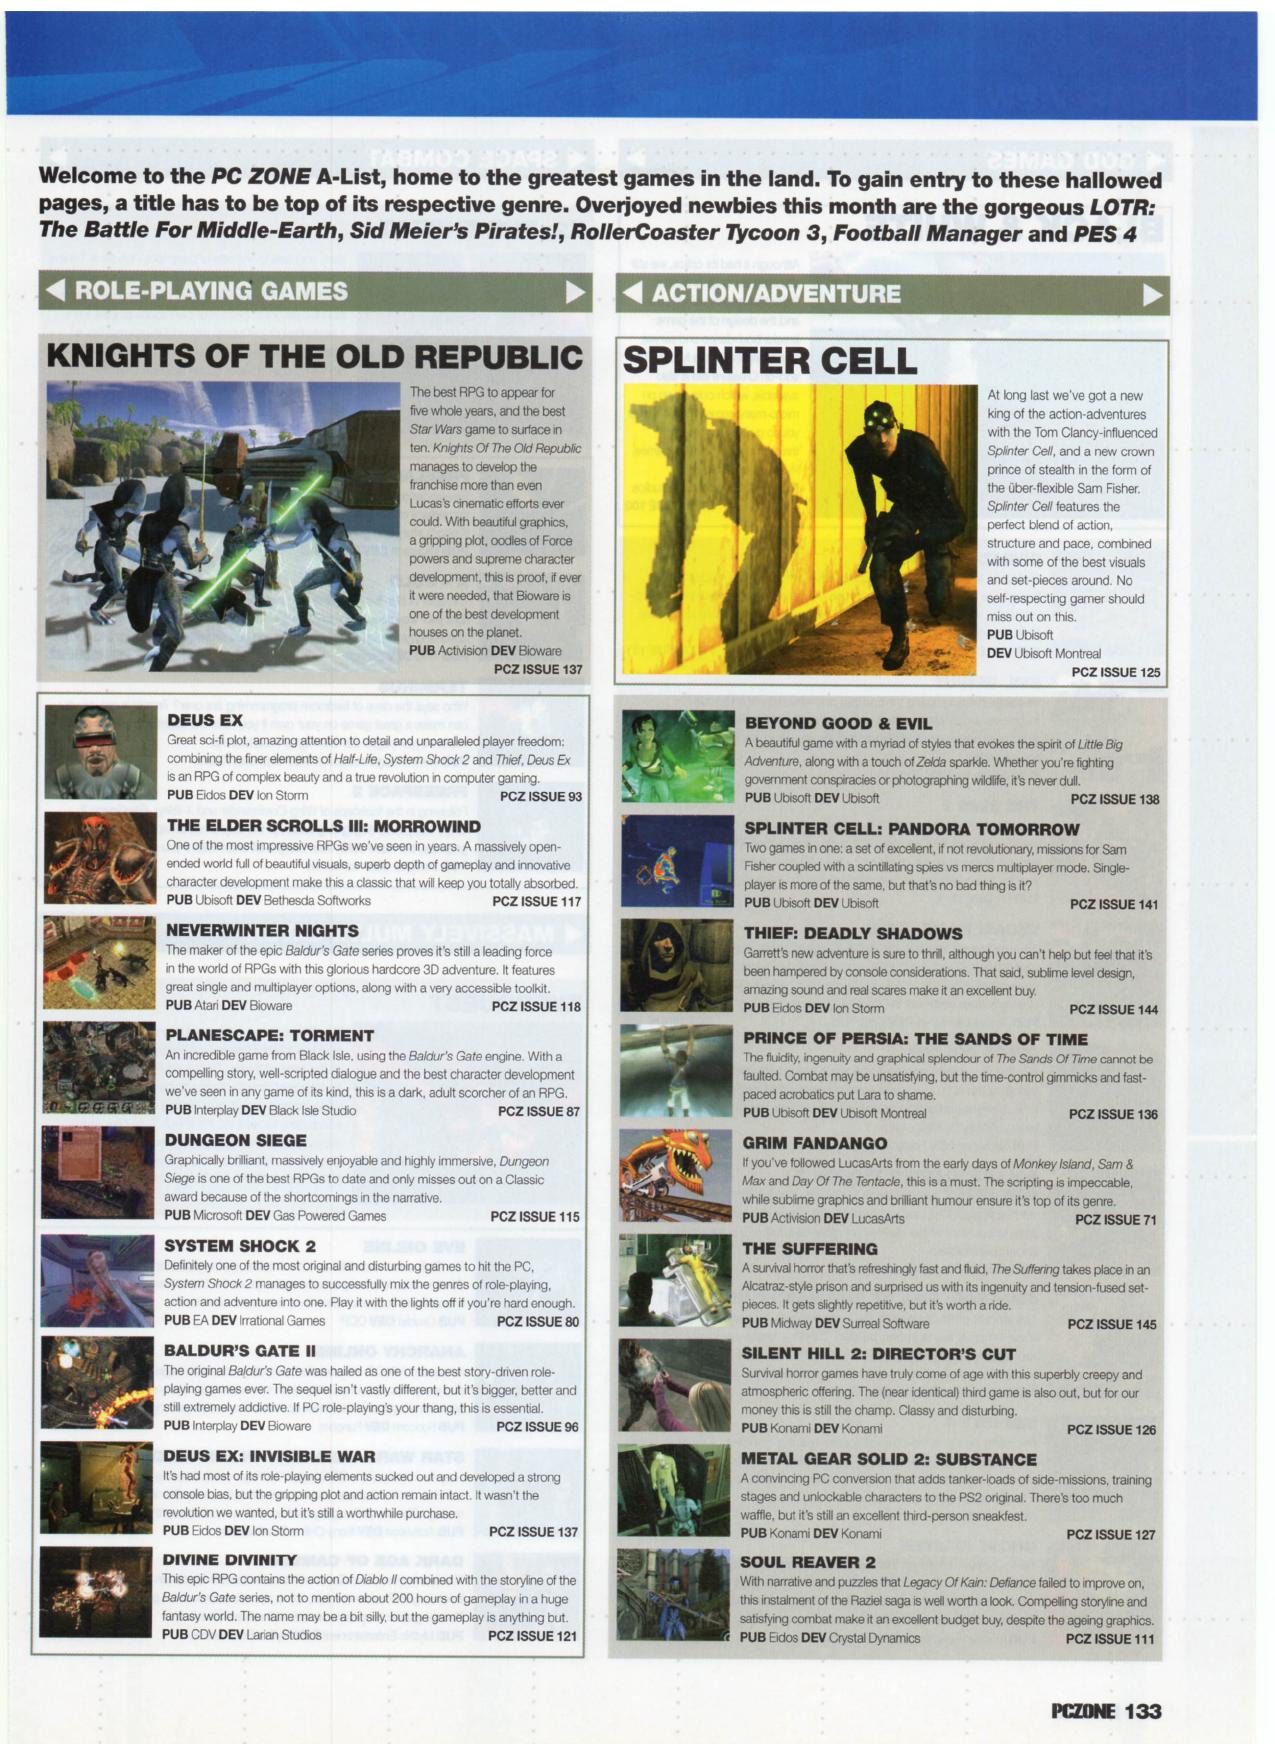 Welcome to the PC ZONE A-List, home to the greatest games in the land. To gain entry to these hallowed
pages, a title has to be top of its respective genre. Overjoyed newbies this month are the gorgeous LOTR:
The Battle For Middle-Earth, Sid Meier's Pirates!, RollerCoaster Tycoon 3, Football Manager and PES 4
ROLE-PLAYING GAMES
KNIGHTS OF THE OLD REPUBLIC
The best RPG to appear for
five whole years, and the best
Star Wars game to surface in
ten. Knights Of The Old Republic
manages to develop the
franchise more than even
Lucas's cinematic efforts ever
could. With beautiful graphics,
a gripping plot, oodles of Force
powers and supreme character
development, this is proof, if ever
it were needed, that Bioware is
one of the best development
houses on the planet.
PUB Activision DEV Bioware
PCZ ISSUE 137
DEUS EX
Great sci-fi plot, amazing attention to detail and unparalleled player freedom:
combining the finer elements of Half-Life, System Shock 2 and Thief, Deus Ex
is an RPG of complex beauty and a true revolution in computer gaming.
PUB Eidos DEV Ion Storm PCZ ISSUE 93
THE ELDER SCROLLS III: MORROWIND
One of the most impressive RPGs we've seen in years. A massively open-
ended world full of beautiful visuals, superb depth of gameplay and innovative
character development make this a classic that will keep you totally absorbed.
PUB Ubisoft DEV Bethesda Softworks PCZ ISSUE 117
NEVERWINTER NIGHTS
The maker of the epic Baldur's Gate series proves it's still a leading force
in the world of RPGs with this glorious hardcore 3D adventure. It features
great single and multiplayer options, along with a very accessible toolkit.
PUB Atari DEV Bioware PCZ ISSUE 118
PLANESCAPE: TORMENT
An incredible game from Black Isle, using the Baldur's Gate engine. With a
compelling story, well-scripted dialogue and the best character development
we've seen in any game of its kind, this is a dark, adult scorcher of an RPG.
PUB Interplay DEV Black Isle Studio PCZ ISSUE 87
DUNGEON SIEGE
Graphically brilliant, massively enjoyable and highly immersive, Dungeon
Siege is one of the best RPGs to date and only misses out on a Classic
award because of the shortcomings in the narrative.
PUB Microsoft DEV Gas Powered Games PCZ ISSUE 115
SYSTEM SHOCK 2
Definitely one of the most original and disturbing games to hit the PC,
System Shock 2 manages to successfully mix the genres of role-playing,
action and adventure into one. Play it with the lights off if you're hard enough.
PUB EA DEV Irrational Games PCZ ISSUE 80
BALDUR'S GATE II
The original Baldur's Gate was hailed as one of the best story-driven role-
playing games ever. The sequel isn't vastly different, but it's bigger, better and
still extremely addictive. If PC role-playing's your thang, this is essential.
PUB Interplay DEV Bioware PCZ ISSUE 96
DEUS EX: INVISIBLE WAR
It's had most of its role-playing elements sucked out and developed a strong
console bias, but the gripping plot and action remain intact. It wasn't the
revolution we wanted, but it's still a worthwhile purchase.
PUB Eidos DEV Ion Storm PCZ ISSUE 137
DIVINE DIVINITY
This epic RPG contains the action of Diablo II combined with the storyline of the
Baldur's Gate series, not to mention about 200 hours of gameplay in a huge
fantasy world. The name may be a bit silly, but the gameplay is anything but.
PUB CDV DEV Larian Studios PCZ ISSUE 121
ACTION/ADVENTURE
SPLINTER CELL
At long last we've got a new
king of the action-adventures
with the Tom Clancy-influenced
Splinter Cell, and a new crown
prince of stealth in the form of
the über-flexible Sam Fisher.
Splinter Cell features the
perfect blend of action,
structure and pace, combined
with some of the best visuals
and set-pieces around. No
self-respecting gamer should
miss out on this.
PUB Ubisoft
DEV Ubisoft Montreal
PCZ ISSUE 125
BEYOND GOOD & EVIL
A beautiful game with a myriad of styles that evokes the spirit of Little Big
Adventure, along with a touch of Zelda sparkle. Whether you're fighting
government conspiracies or photographing wildlife, it's never dull.
PUB Ubisoft DEV Ubisoft PCZ ISSUE 138
SPLINTER CELL: PANDORA TOMORROW
Two games in one: a set of excellent, if not revolutionary, missions for Sam
Fisher coupled with a scintillating spies vs mercs multiplayer mode. Single-
player is more of the same, but that's no bad thing is it?
PUB Ubisoft DEV Ubisoft PCZ ISSUE 141
THIEF: DEADLY SHADOWS
Garrett's new adventure is sure to thrill, although you can't help but feel that it's
been hampered by console considerations. That said, sublime level design,
amazing sound and real scares make it an excellent buy.
PUB Eidos DEV Ion Storm PCZ ISSUE 144
PRINCE OF PERSIA: THE SANDS OF TIME
The fluidity, ingenuity and graphical splendour of The Sands Of Time cannot be
faulted. Combat may be unsatisfying, but the time-control gimmicks and fast-
paced acrobatics put Lara to shame.
PUB Ubisoft DEV Ubisoft Montreal PCZ ISSUE 136
GRIM FANDANGO
If you've followed LucasArts from the early days of Monkey Island, Sam &
Max and Day Of The Tentacle, this is a must. The scripting is impeccable,
while sublime graphics and brilliant humour ensure it's top of its genre.
PUB Activision DEV LucasArts PCZ ISSUE 71
THE SUFFERING
A survival horror that's refreshingly fast and fluid, The Suffering takes place in an
Alcatraz-style prison and surprised us with its ingenuity and tension-fused set-
pieces. It gets slightly repetitive, but it's worth a ride.
PUB Midway DEV Surreal Software PCZ ISSUE 145
SILENT HILL 2: DIRECTOR'S CUT
Survival horror games have truly come of age with this superbly creepy and
atmospheric offering. The (near identical) third game is also out, but for our
money this is still the champ. Classy and disturbing.
PUB Konami DEV Konami PCZ ISSUE 126
METAL GEAR SOLID 2: SUBSTANCE
A convincing PC conversion that adds tanker-loads of side-missions, training
stages and unlockable characters to the PS2 original. There's too much
waffle, but it's still an excellent third-person sneakfest.
PUB Konami DEV Konami PCZ ISSUE 127
SOUL REAVER 2
With narrative and puzzles that Legacy Of Kain: Defiance failed to improve on,
this instalment of the Raziel saga is well worth a look. Compelling storyline and
satisfying combat make it an excellent budget buy, despite the ageing graphics.
PUB Eidos DEV Crystal Dynamics PCZ ISSUE 111
PCZONE 133